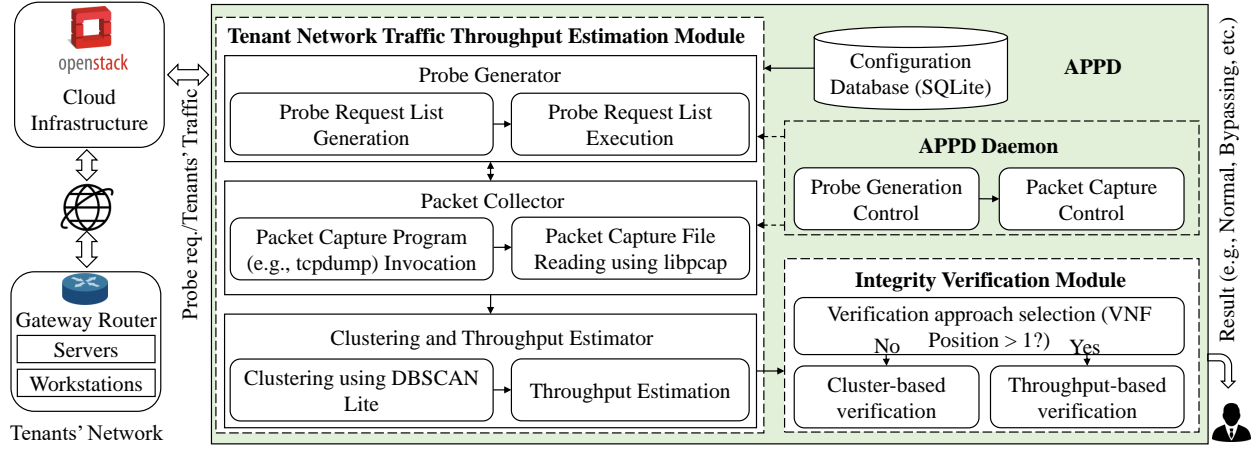 openstack
Cloud
Infrastructure
Gateway Router
Servers
Workstations
Tenants' Network
Probe req./Tenants' Traffic
Tenant Network Traffic Throughput Estimation Module
Probe Generator
Probe Request List
Generation
Probe Request List
Execution
Packet Collector
Packet Capture Program
(e.g., tcpdump) Invocation
Packet Capture File
Reading using libpcap
Clustering and Throughput Estimator
Clustering using DBSCAN
Lite
Throughput Estimation
Configuration
Database (SQLite)
APPD
APPD Daemon
Probe Generation
Control
Packet Capture
Control
Integrity Verification Module
Verification approach selection (VNF
Position > 1?)
No
Yes
Cluster-based
verification
Throughput-based
verification
Result (e.g., Normal, Bypassing, etc.)